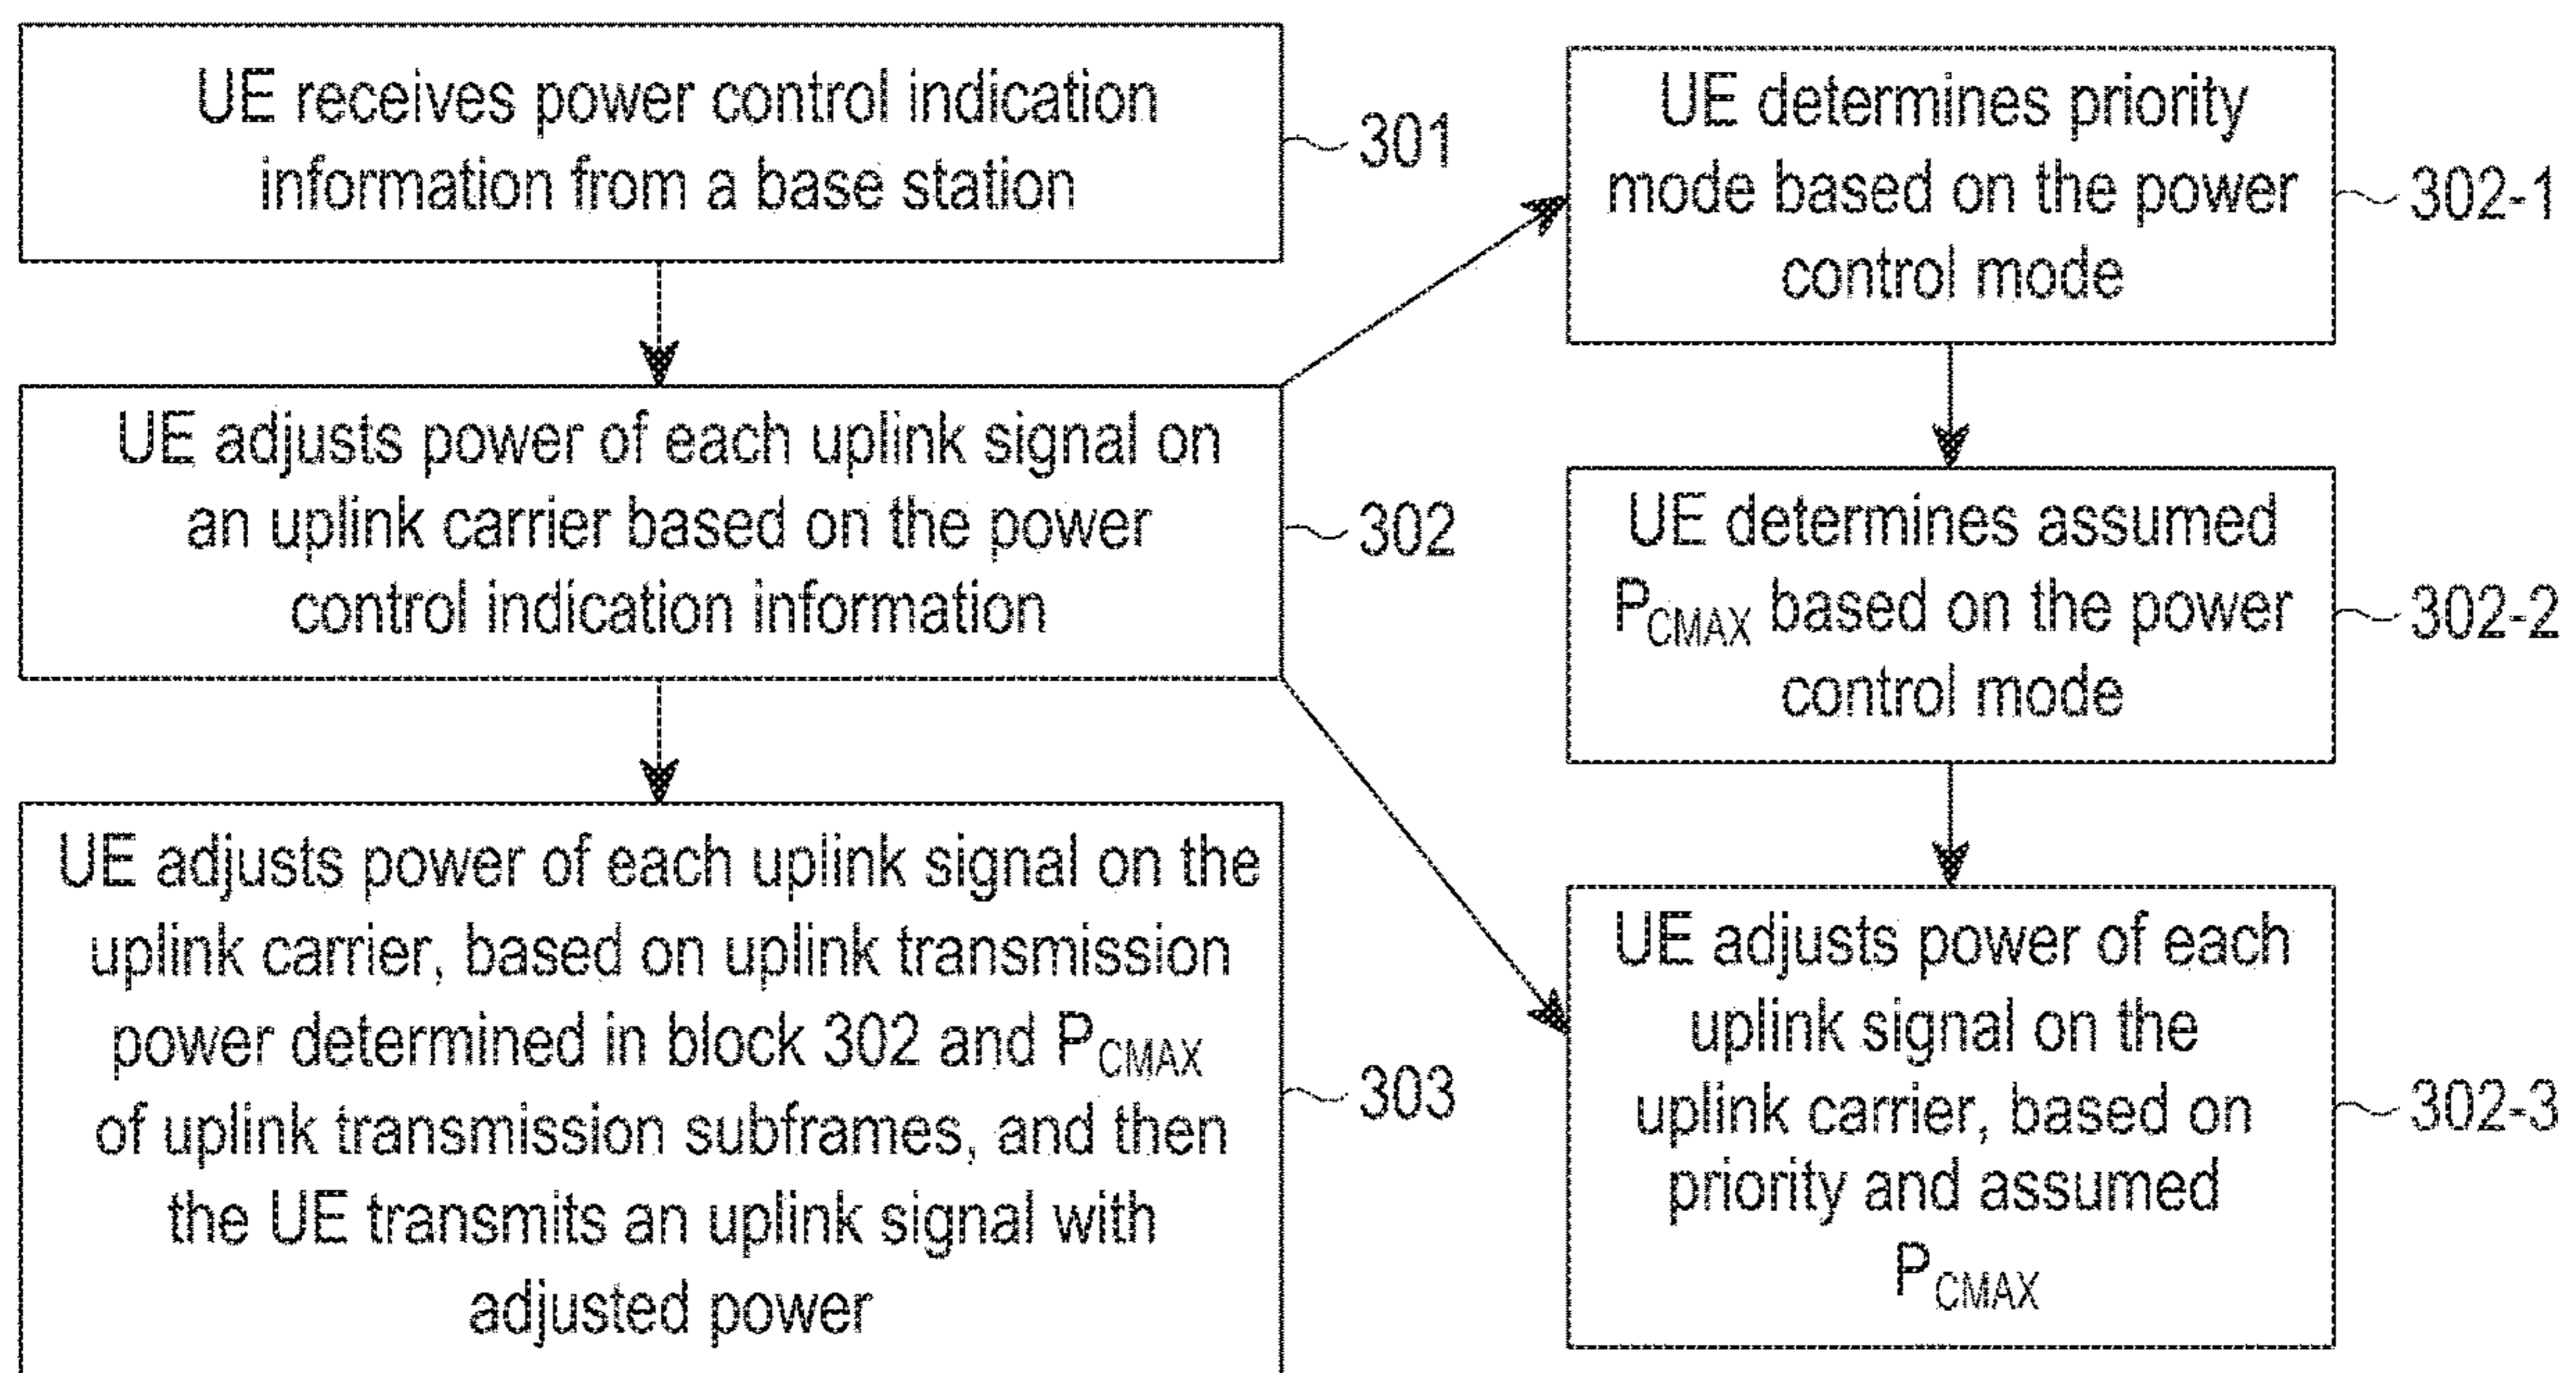 UE receives power control indication
information from a base station
301
UE adjusts power of each uplink signal on
an uplink carrier based on the power
control indication information
302
UE adjusts power of each uplink signal on the
uplink carrier, based on uplink transmission
power determined in block 302 and PCMAX
of uplink transmission subframes, and then
the UE transmits an uplink signal with
adjusted power
303
UE determines priority
mode based on the power
control mode
302-1
UE determines assumed
PCMAX based on the power
control mode
302-2
UE adjusts power of each
uplink signal on the
uplink carrier, based on
priority and assumed
PCMAX
302-3